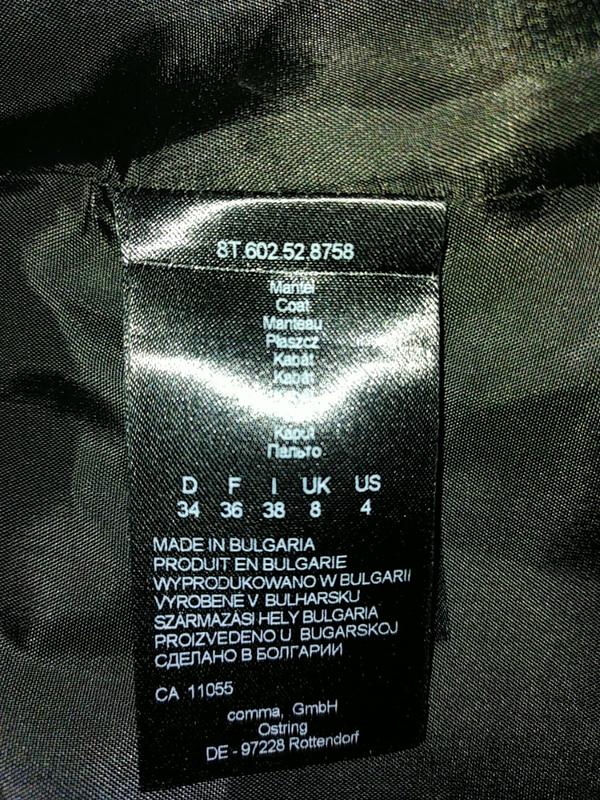 8T.602.52.8758
Mantel
Coat
Manteau
Płaszcz
Kabát
Kabát
Kaput
Пальто
D F I UK US
34 36 38 8 4
MADE IN BULGARIA
PRODUIT EN BULGARIE
WYPRODUKOWANO W BULGARII
VYROBENÉ V BULHARSKU
SZÁRMAZÁSI HELY BULGARIA
PROIZVEDENO U BUGARSKOJ
СДЕЛАНО В БОЛГАРИИ
CA 11055
comma, GmbH
Ostring
DE - 97228 Rottendorf